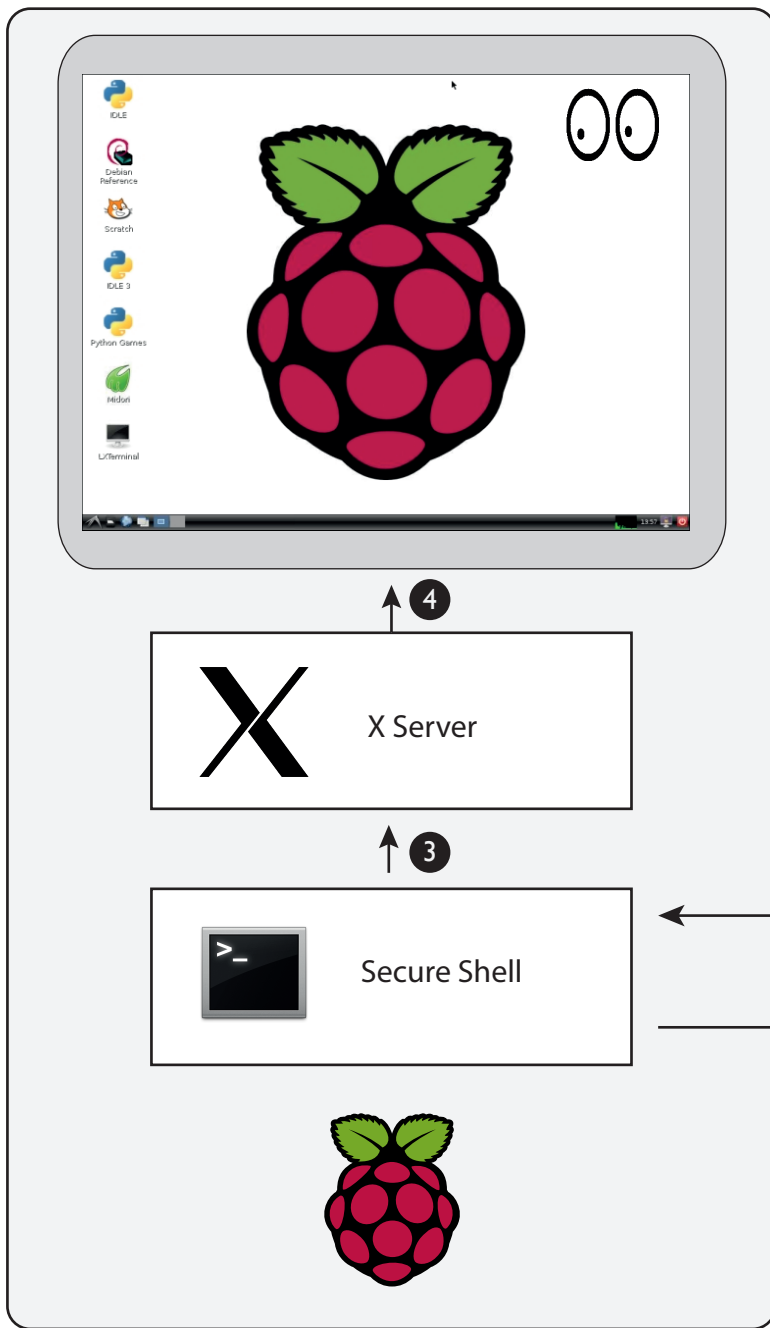 IDLE
Debian
Reference
Scratch
IDLE 3
Python Games
Midori
LXTerminal
13:57
4
X Server
3
>_
Secure Shell